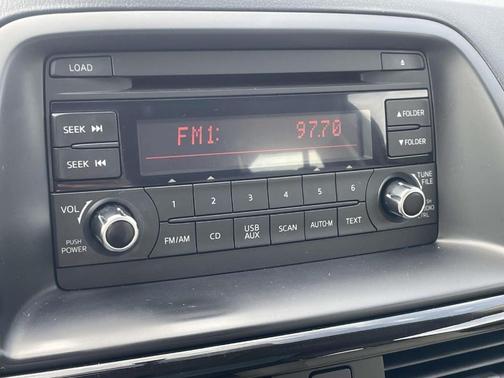 LOAD
SEEK
SEEK
FM1: 97.70
FOLDER
FOLDER
1 2 3 4 5 6
VOL
PUSH
POWER
FM/AM
CD
USB
AUX
SCAN
AUTO-M
TEXT
TUNE
FILE